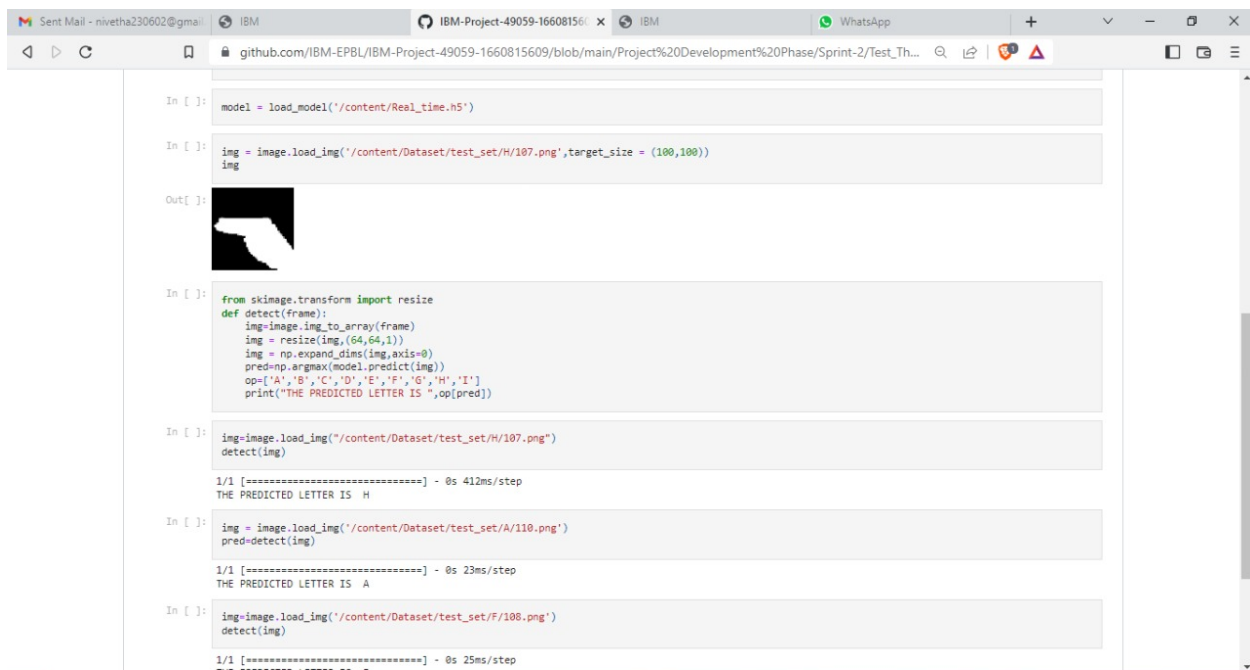 Sent Mail - nivetha230602@gmail.
IBM
IBM-Project-49059-16608156
IBM
WhatsApp
github.com/IBM-EPBL/IBM-Project-49059-1660815609/blob/main/Project%20Development%20Phase/Sprint-2/Test_Th...
In [ ]:
model = load_model('/content/Real_time.h5')
In [ ]:
img = image.load_img('/content/Dataset/test_set/H/107.png',target_size = (100,100))
img
Out[ ]:
In [ ]:
from skimage.transform import resize
def detect(frame):
    img=image.img_to_array(frame)
    img = resize(img,(64,64,1))
    img = np.expand_dims(img,axis=0)
    pred=np.argmax(model.predict(img))
    op=['A','B','C','D','E','F','G','H','I']
    print("THE PREDICTED LETTER IS ",op[pred])
In [ ]:
img=image.load_img("/content/Dataset/test_set/H/107.png")
detect(img)
1/1 [==============================] - 0s 412ms/step
THE PREDICTED LETTER IS  H
In [ ]:
img = image.load_img('/content/Dataset/test_set/A/110.png')
pred=detect(img)
1/1 [==============================] - 0s 23ms/step
THE PREDICTED LETTER IS  A
In [ ]:
img=image.load_img('/content/Dataset/test_set/F/108.png')
detect(img)
1/1 [==============================] - 0s 25ms/step